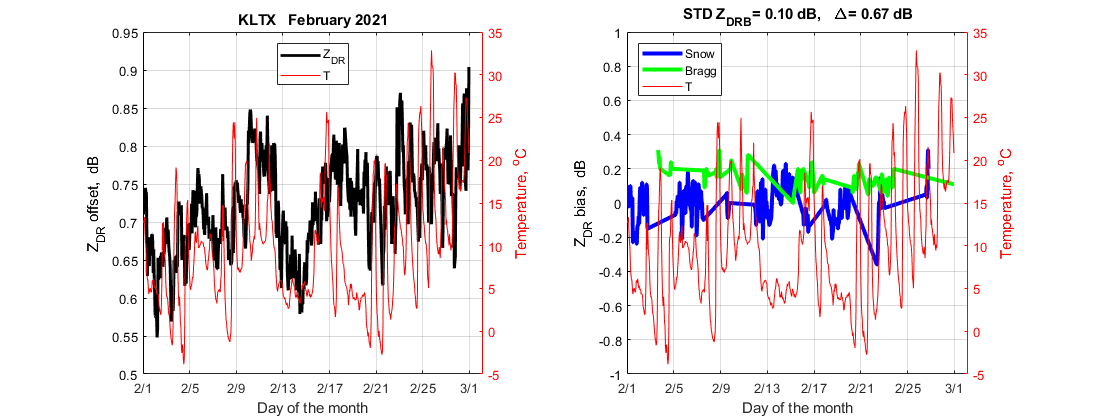 KLTX February 2021
0.95
0.9
0.85
0.8
0.75
0.7
0.65
0.6
0.55
0.5
Z_DR offset, dB
Z_DR
T
35
30
25
20
15
10
5
0
-5
Temperature, °C
2/1 2/5 2/9 2/13 2/17 2/21 2/25 3/1
Day of the month
STD Z_DRB= 0.10 dB, Δ= 0.67 dB
1
0.8
0.6
0.4
0.2
0
-0.2
-0.4
-0.6
-0.8
-1
Z_DR bias, dB
Snow
Bragg
T
35
30
25
20
15
10
5
0
-5
Temperature, °C
2/1 2/5 2/9 2/13 2/17 2/21 2/25 3/1
Day of the month